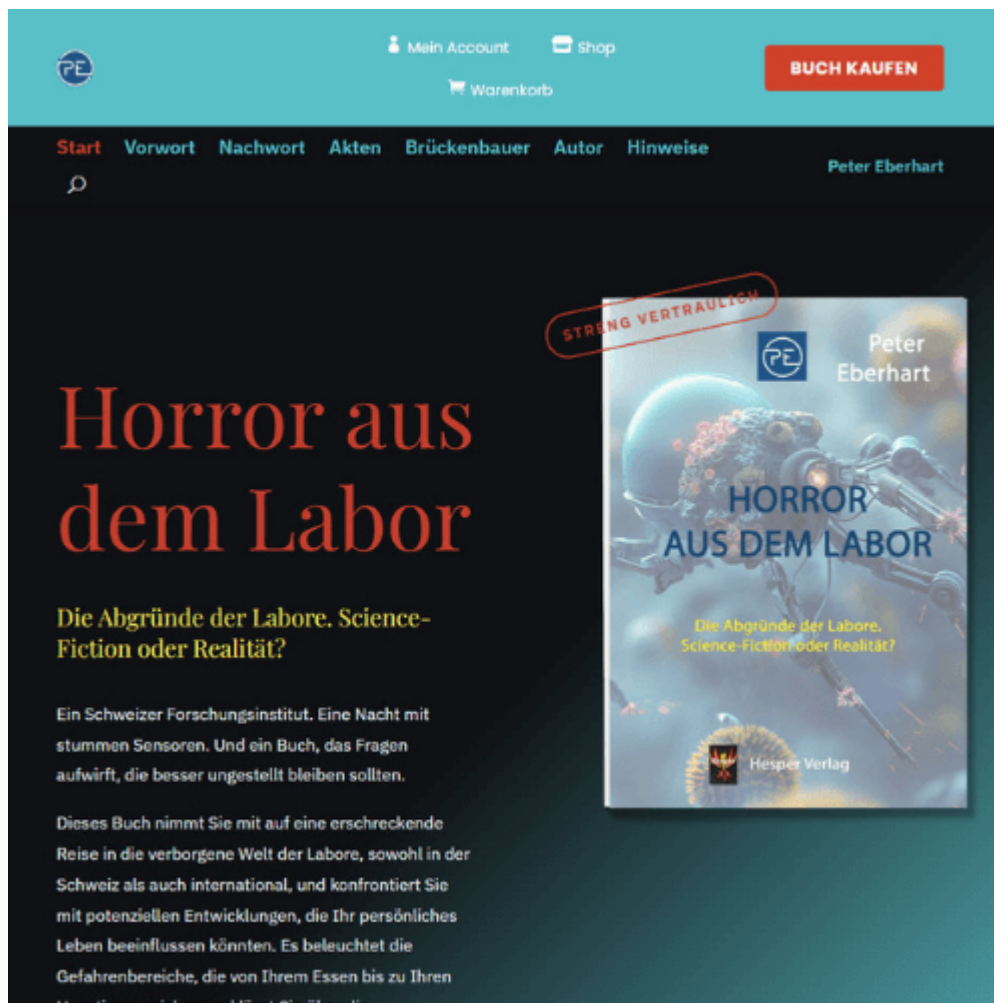 PE
Mein Account
Shop
Warenkorb
BUCH KAUFEN
Start Vorwort Nachwort Akten Brückenbauer Autor Hinweise
Peter Eberhart
Horror aus
dem Labor
Die Abgründe der Labore. Science-
Fiction oder Realität?
Ein Schweizer Forschungsinstitut. Eine Nacht mit
stummen Sensoren. Und ein Buch, das Fragen
aufwirft, die besser ungestellt bleiben sollten.
Dieses Buch nimmt Sie mit auf eine erschreckende
Reise in die verborgene Welt der Labore, sowohl in der
Schweiz als auch international, und konfrontiert Sie
mit potenziellen Entwicklungen, die Ihr persönliches
Leben beeinflussen könnten. Es beleuchtet die
Gefahrenbereiche, die von Ihrem Essen bis zu Ihren
STRENG VERTRAULICH
PE
Peter
Eberhart
HORROR
AUS DEM LABOR
Die Abgründe der Labore.
Science-Fiction oder Realität?
Hesper Verlag